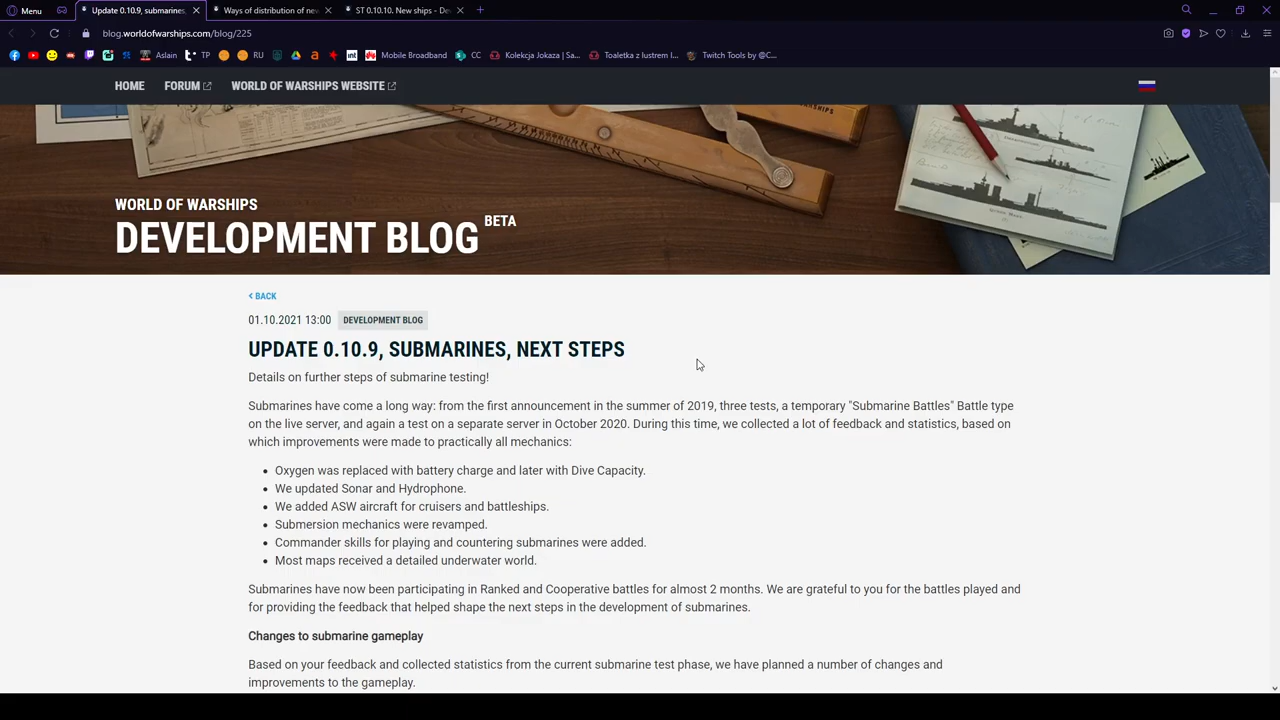 Menu
Update 0.10.9, submarines,
Ways of distribution of new
ST 0.10.10. New ships - De
blog.worldofwarships.com/blog/225
TP
Aslain
RU
int
Mobile Broadband
CC
Kolekcja Jokaza | Sa...
Toaletka z lustrem I...
Twitch Tools by @C...
HOME
FORUM
WORLD OF WARSHIPS WEBSITE
WORLD OF WARSHIPS
DEVELOPMENT BLOG BETA
BACK
01.10.2021 13:00 DEVELOPMENT BLOG
UPDATE 0.10.9, SUBMARINES, NEXT STEPS
Details on further steps of submarine testing!
Submarines have come a long way: from the first announcement in the summer of 2019, three tests, a temporary "Submarine Battles" Battle type
on the live server, and again a test on a separate server in October 2020. During this time, we collected a lot of feedback and statistics, based on
which improvements were made to practically all mechanics:
• Oxygen was replaced with battery charge and later with Dive Capacity.
• We updated Sonar and Hydrophone.
• We added ASW aircraft for cruisers and battleships.
• Submersion mechanics were revamped.
• Commander skills for playing and countering submarines were added.
• Most maps received a detailed underwater world.
Submarines have now been participating in Ranked and Cooperative battles for almost 2 months. We are grateful to you for the battles played and
for providing the feedback that helped shape the next steps in the development of submarines.
Changes to submarine gameplay
Based on your feedback and collected statistics from the current submarine test phase, we have planned a number of changes and
improvements to the gameplay.